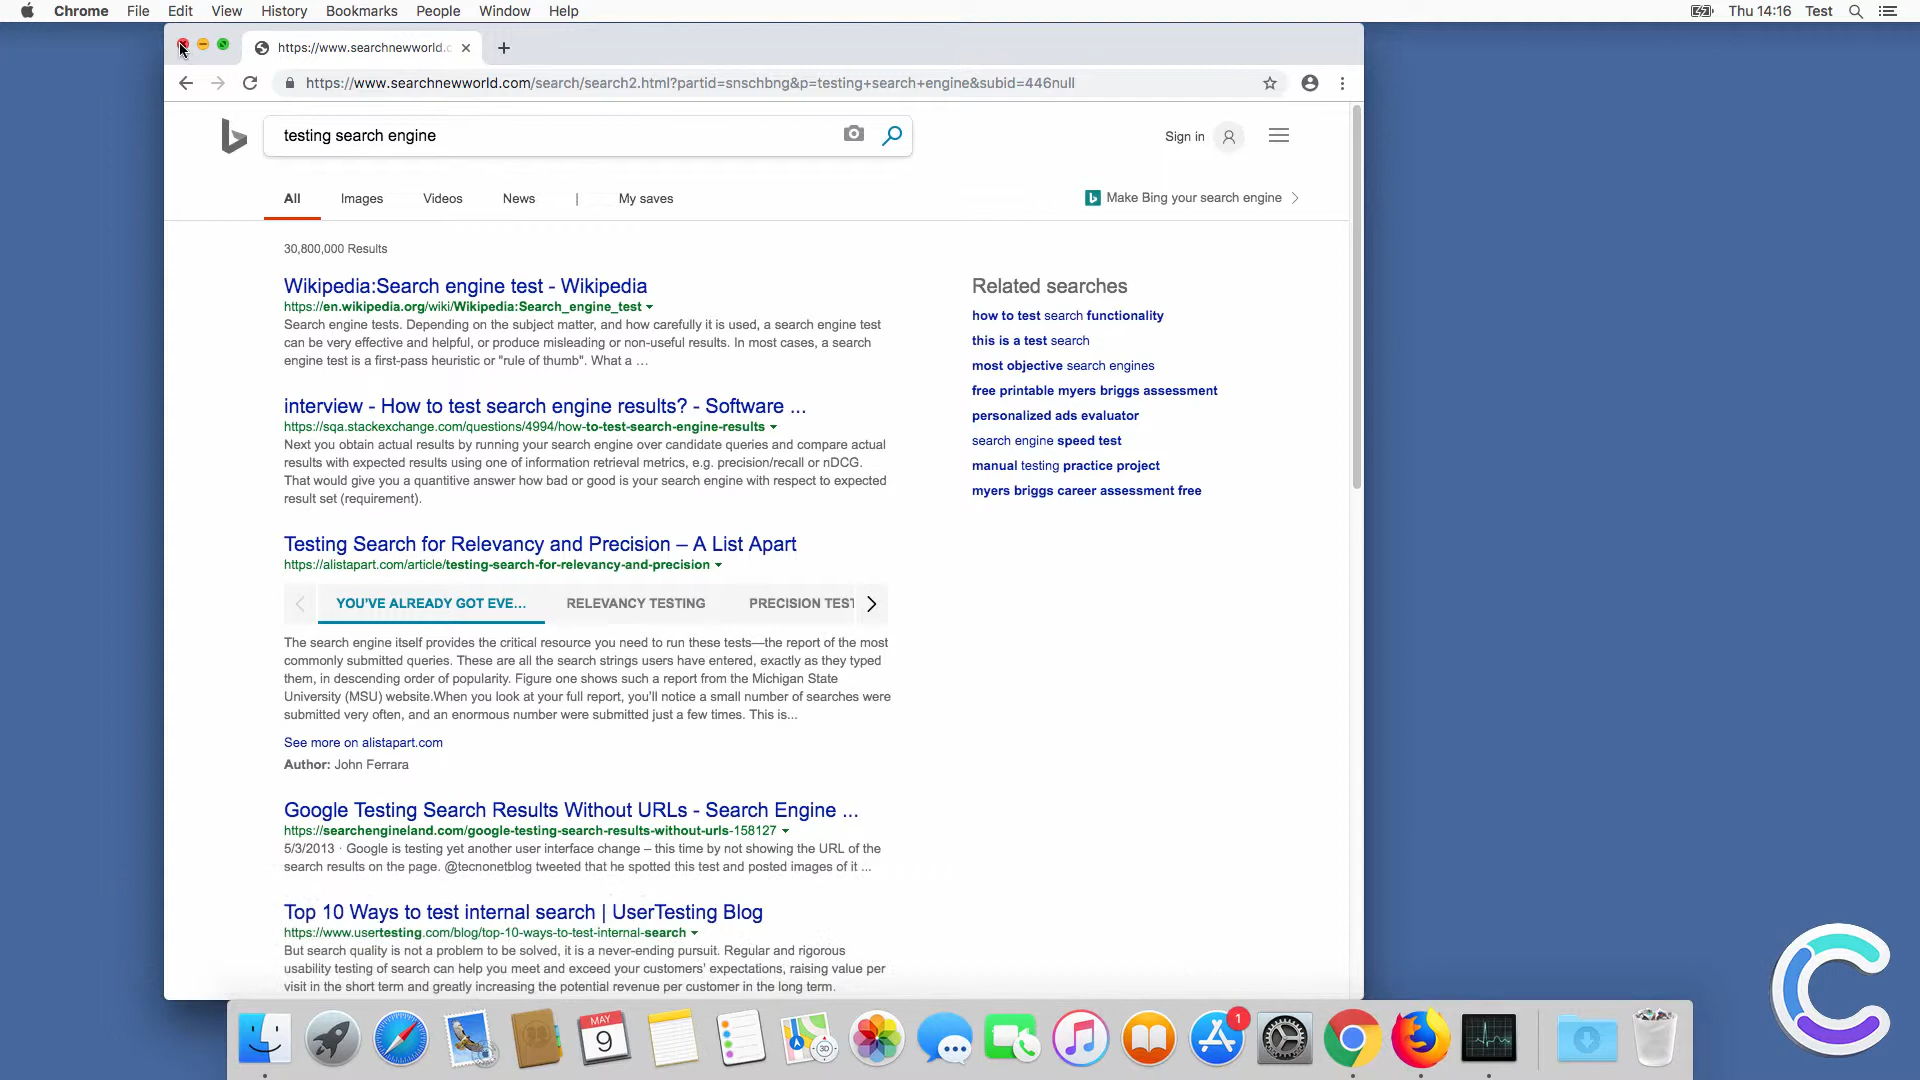 Chrome File Edit View History Bookmarks People Window Help Thu 14:16 Test
https://www.searchnewworld.c
https://www.searchnewworld.com/search/search2.html?partid=snschbng&p=testing+search+engine&subid=446null
testing search engine
Sign in
All Images Videos News | My saves
Make Bing your search engine
30,800,000 Results
Wikipedia:Search engine test - Wikipedia
https://en.wikipedia.org/wiki/Wikipedia:Search_engine_test
Search engine tests. Depending on the subject matter, and how carefully it is used, a search engine test
can be very effective and helpful, or produce misleading or non-useful results. In most cases, a search
engine test is a first-pass heuristic or "rule of thumb". What a …
interview - How to test search engine results? - Software ...
https://sqa.stackexchange.com/questions/4994/how-to-test-search-engine-results
Next you obtain actual results by running your search engine over candidate queries and compare actual
results with expected results using one of information retrieval metrics, e.g. precision/recall or nDCG.
That would give you a quantitive answer how bad or good is your search engine with respect to expected
result set (requirement).
Testing Search for Relevancy and Precision – A List Apart
https://alistapart.com/article/testing-search-for-relevancy-and-precision
YOU'VE ALREADY GOT EVE... RELEVANCY TESTING PRECISION TEST
The search engine itself provides the critical resource you need to run these tests—the report of the most
commonly submitted queries. These are all the search strings users have entered, exactly as they typed
them, in descending order of popularity. Figure one shows such a report from the Michigan State
University (MSU) website.When you look at your full report, you'll notice a small number of searches were
submitted very often, and an enormous number were submitted just a few times. This is...
See more on alistapart.com
Author: John Ferrara
Google Testing Search Results Without URLs - Search Engine ...
https://searchengineland.com/google-testing-search-results-without-urls-158127
5/3/2013 · Google is testing yet another user interface change – this time by not showing the URL of the
search results on the page. @tecnonetblog tweeted that he spotted this test and posted images of it ...
Top 10 Ways to test internal search | UserTesting Blog
https://www.usertesting.com/blog/top-10-ways-to-test-internal-search
But search quality is not a problem to be solved, it is a never-ending pursuit. Regular and rigorous
usability testing of search can help you meet and exceed your customers' expectations, raising value per
visit in the short term and greatly increasing the potential revenue per customer in the long term.
Related searches
how to test search functionality
this is a test search
most objective search engines
free printable myers briggs assessment
personalized ads evaluator
search engine speed test
manual testing practice project
myers briggs career assessment free
MAY
9
3D
1